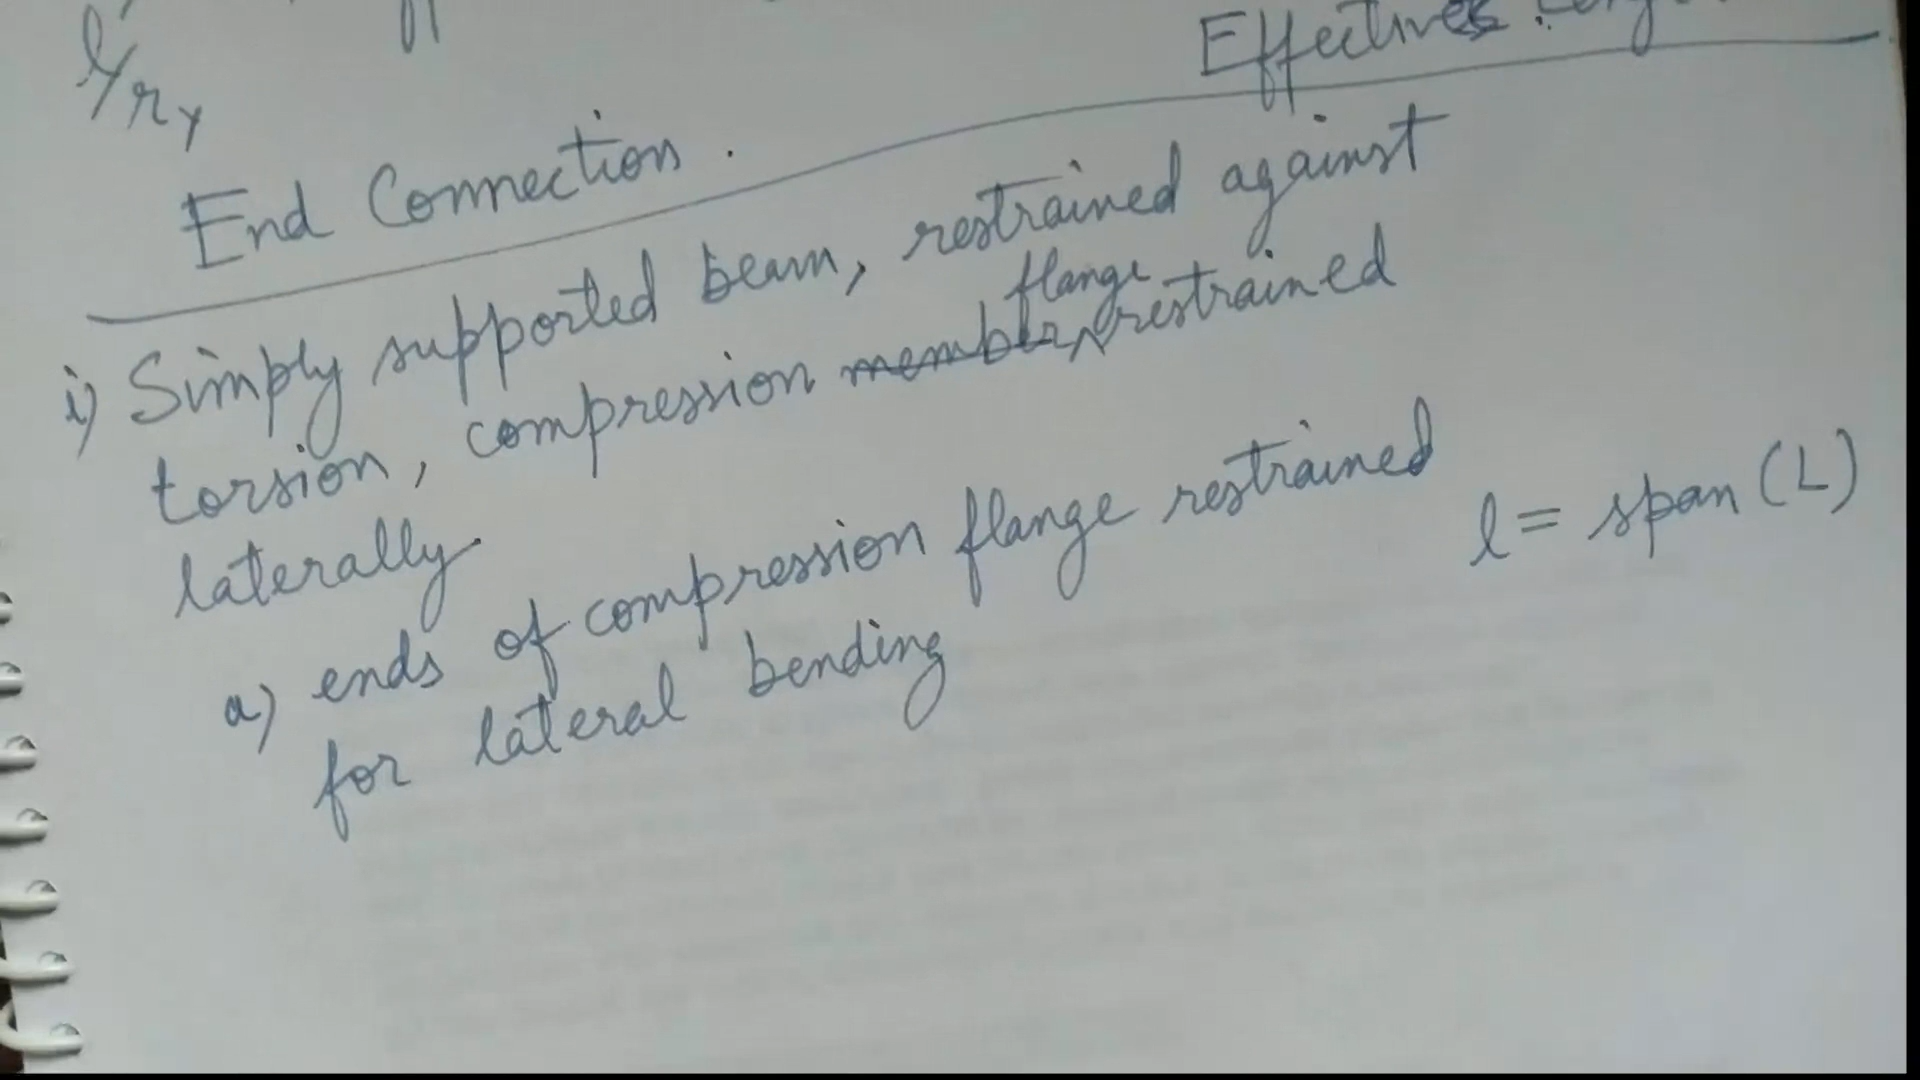 l/ry
End Connection.
Effective
i) Simply supported beam, restrained against
torsion, compression member flange restrained
laterally.
a) ends of compression flange restrained
for lateral bending
l = span (L)